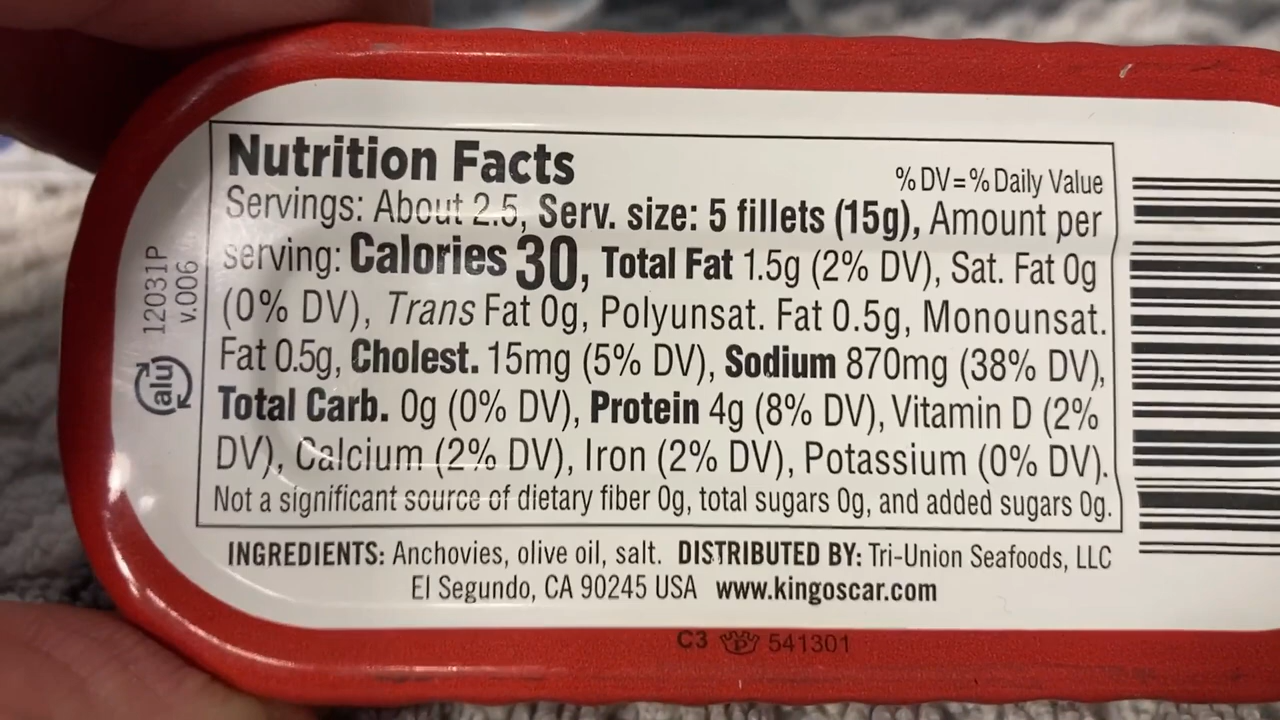 Nutrition Facts
% DV=% Daily Value
Servings: About 2.5, Serv. size: 5 fillets (15g), Amount per
serving: Calories 30, Total Fat 1.5g (2% DV), Sat. Fat 0g
(0% DV), Trans Fat 0g, Polyunsat. Fat 0.5g, Monounsat.
Fat 0.5g, Cholest. 15mg (5% DV), Sodium 870mg (38% DV),
Total Carb. 0g (0% DV), Protein 4g (8% DV), Vitamin D (2%
DV), Calcium (2% DV), Iron (2% DV), Potassium (0% DV).
Not a significant source of dietary fiber 0g, total sugars 0g, and added sugars 0g.
INGREDIENTS: Anchovies, olive oil, salt. DISTRIBUTED BY: Tri-Union Seafoods, LLC
El Segundo, CA 90245 USA www.kingoscar.com
12031P
v.006
alu
C3 P 541301